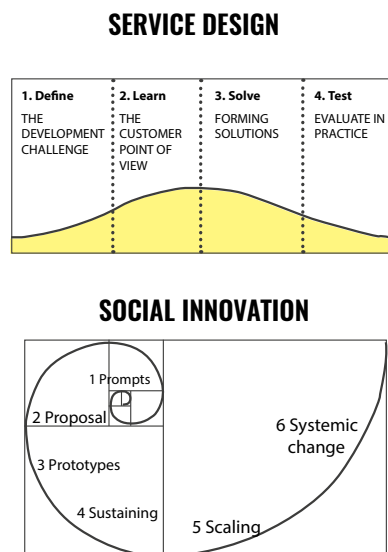 SERVICE DESIGN
1. Define
THE
DEVELOPMENT
CHALLENGE
2. Learn
THE
CUSTOMER
POINT OF
VIEW
3. Solve
FORMING
SOLUTIONS
4. Test
EVALUATE IN
PRACTICE
SOCIAL INNOVATION
1 Prompts
2 Proposal
3 Prototypes
4 Sustaining
5 Scaling
6 Systemic
change